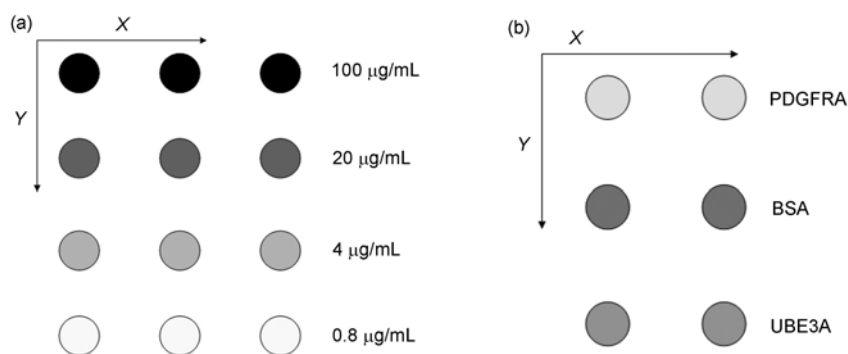 (a)
X
Y
100 μg/mL
20 μg/mL
4 μg/mL
0.8 μg/mL
(b)
X
Y
PDGFRA
BSA
UBE3A